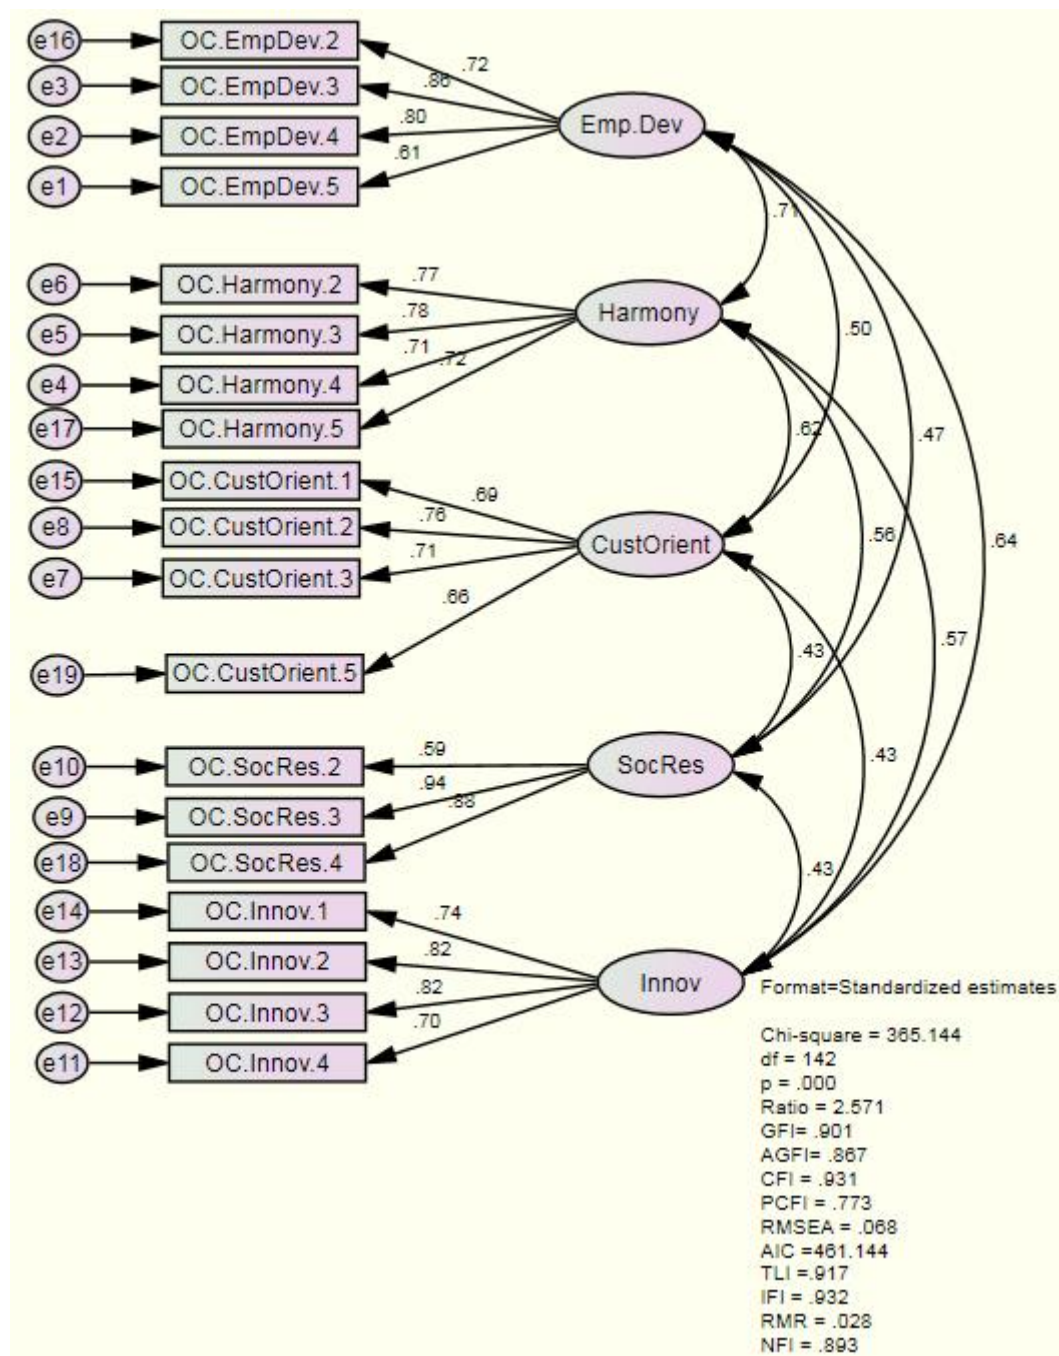 e16 OC.EmpDev.2
.72
e3 OC.EmpDev.3
.86
e2 OC.EmpDev.4
.80
e1 OC.EmpDev.5
.61
Emp.Dev
.71
e6 OC.Harmony.2
.77
e5 OC.Harmony.3
.78
e4 OC.Harmony.4
.71
e17 OC.Harmony.5
.72
Harmony
.50
.62
.47
.56
.64
.57
e15 OC.CustOrient.1
.69
e8 OC.CustOrient.2
.76
e7 OC.CustOrient.3
.71
e19 OC.CustOrient.5
.66
CustOrient
.43
.43
e10 OC.SocRes.2
.59
e9 OC.SocRes.3
.94
e18 OC.SocRes.4
.88
SocRes
.43
e14 OC.Innov.1
.74
e13 OC.Innov.2
.82
e12 OC.Innov.3
.82
e11 OC.Innov.4
.70
Innov
Format=Standardized estimates
Chi-square = 365.144
df = 142
p = .000
Ratio = 2.571
GFI= .901
AGFI= .867
CFI = .931
PCFI = .773
RMSEA = .068
AIC =461.144
TLI =.917
IFI = .932
RMR = .028
NFI = .893